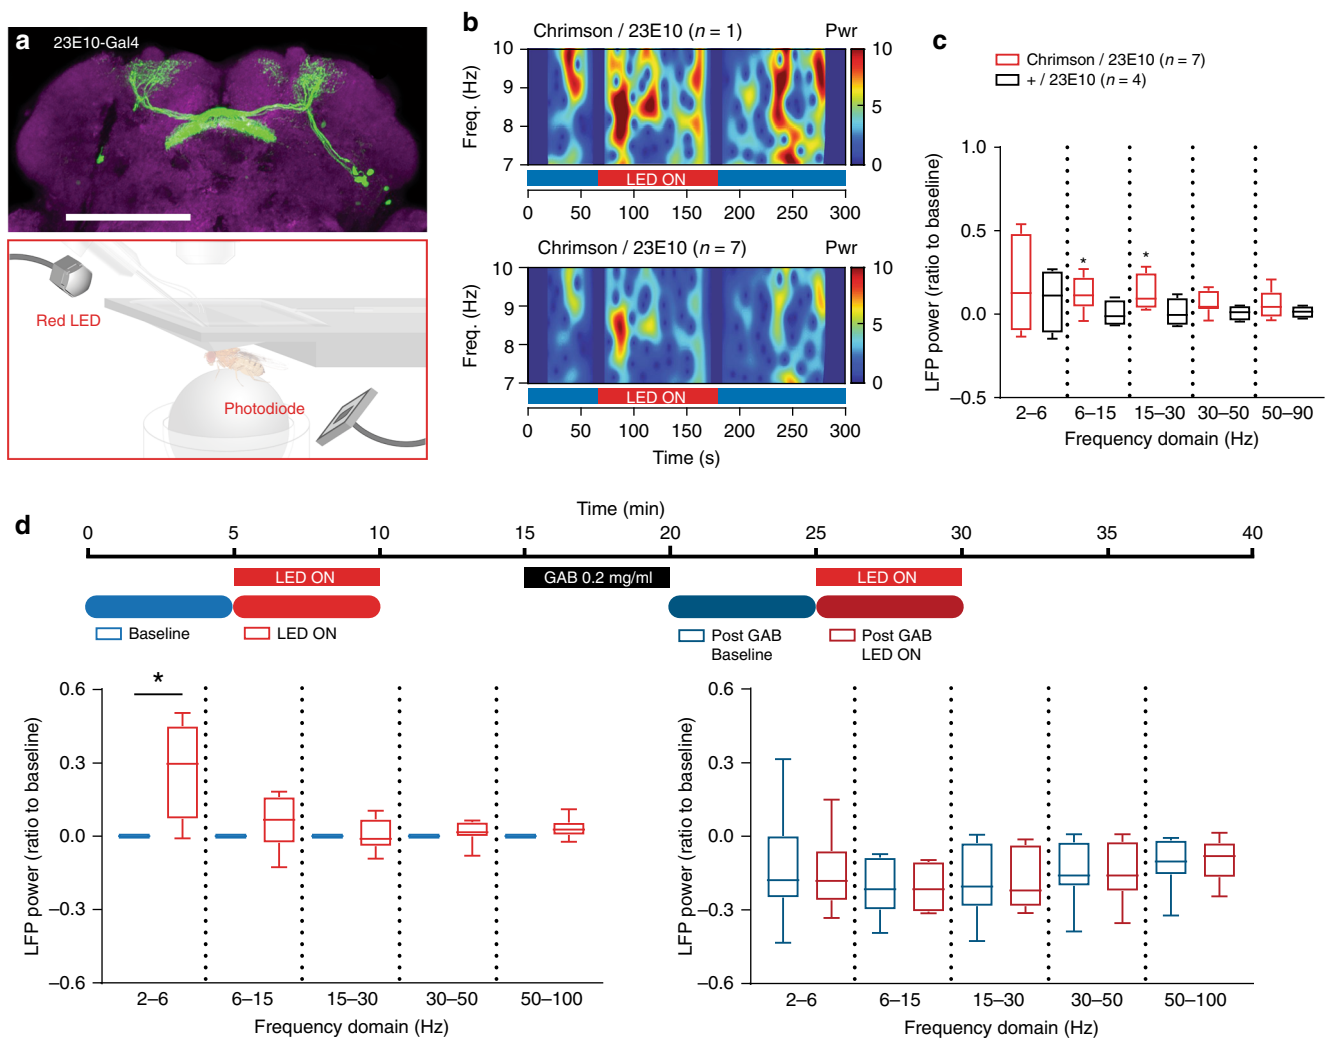 a
23E10-Gal4
Red LED
Photodiode
b
Chrimson / 23E10 (n = 1)
Pwr
Freq. (Hz)
10
9
8
7
10
5
0
LED ON
0 50 100 150 200 250 300
Chrimson / 23E10 (n = 7)
Pwr
Freq. (Hz)
10
9
8
7
10
5
0
LED ON
0 50 100 150 200 250 300
Time (s)
c
Chrimson / 23E10 (n = 7)
+ / 23E10 (n = 4)
LFP power (ratio to baseline)
1.0
0.5
0.0
–0.5
* *
2–6 6–15 15–30 30–50 50–90
Frequency domain (Hz)
d
Time (min)
0 5 10 15 20 25 30 35 40
LED ON
GAB 0.2 mg/ml
LED ON
Baseline
LED ON
Post GAB
Baseline
Post GAB
LED ON
LFP power (ratio to baseline)
0.6
0.3
0.0
–0.3
–0.6
*
2–6 6–15 15–30 30–50 50–100
Frequency domain (Hz)
LFP power (ratio to baseline)
0.6
0.3
0.0
–0.3
–0.6
2–6 6–15 15–30 30–50 50–100
Frequency domain (Hz)